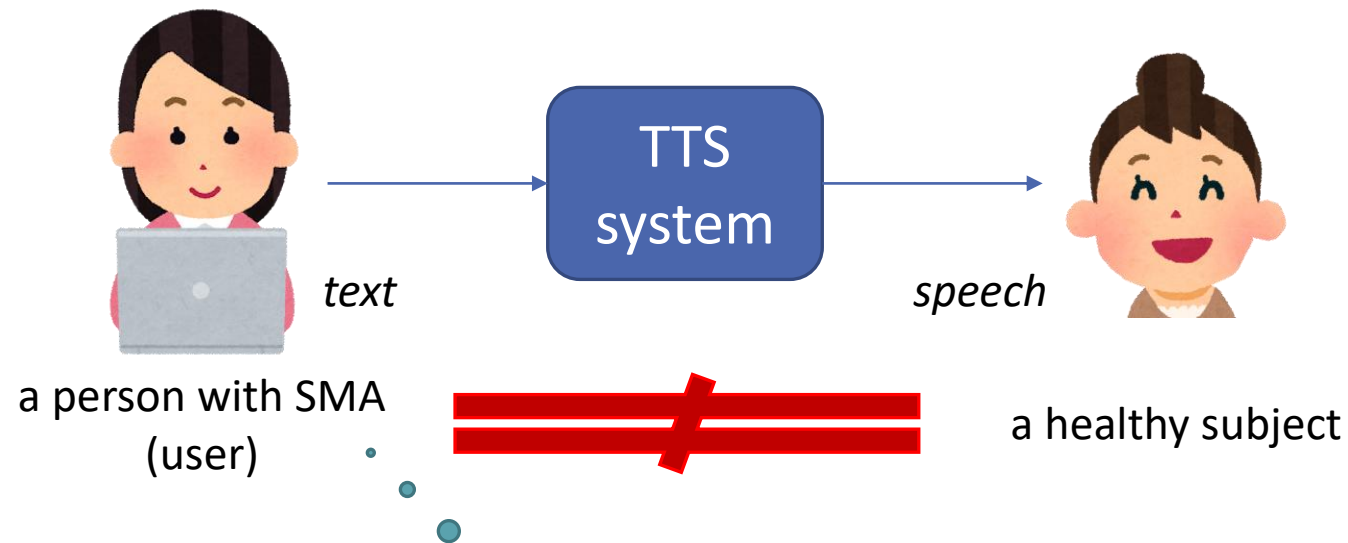 TTS
system
text
speech
a person with SMA
(user)
a healthy subject